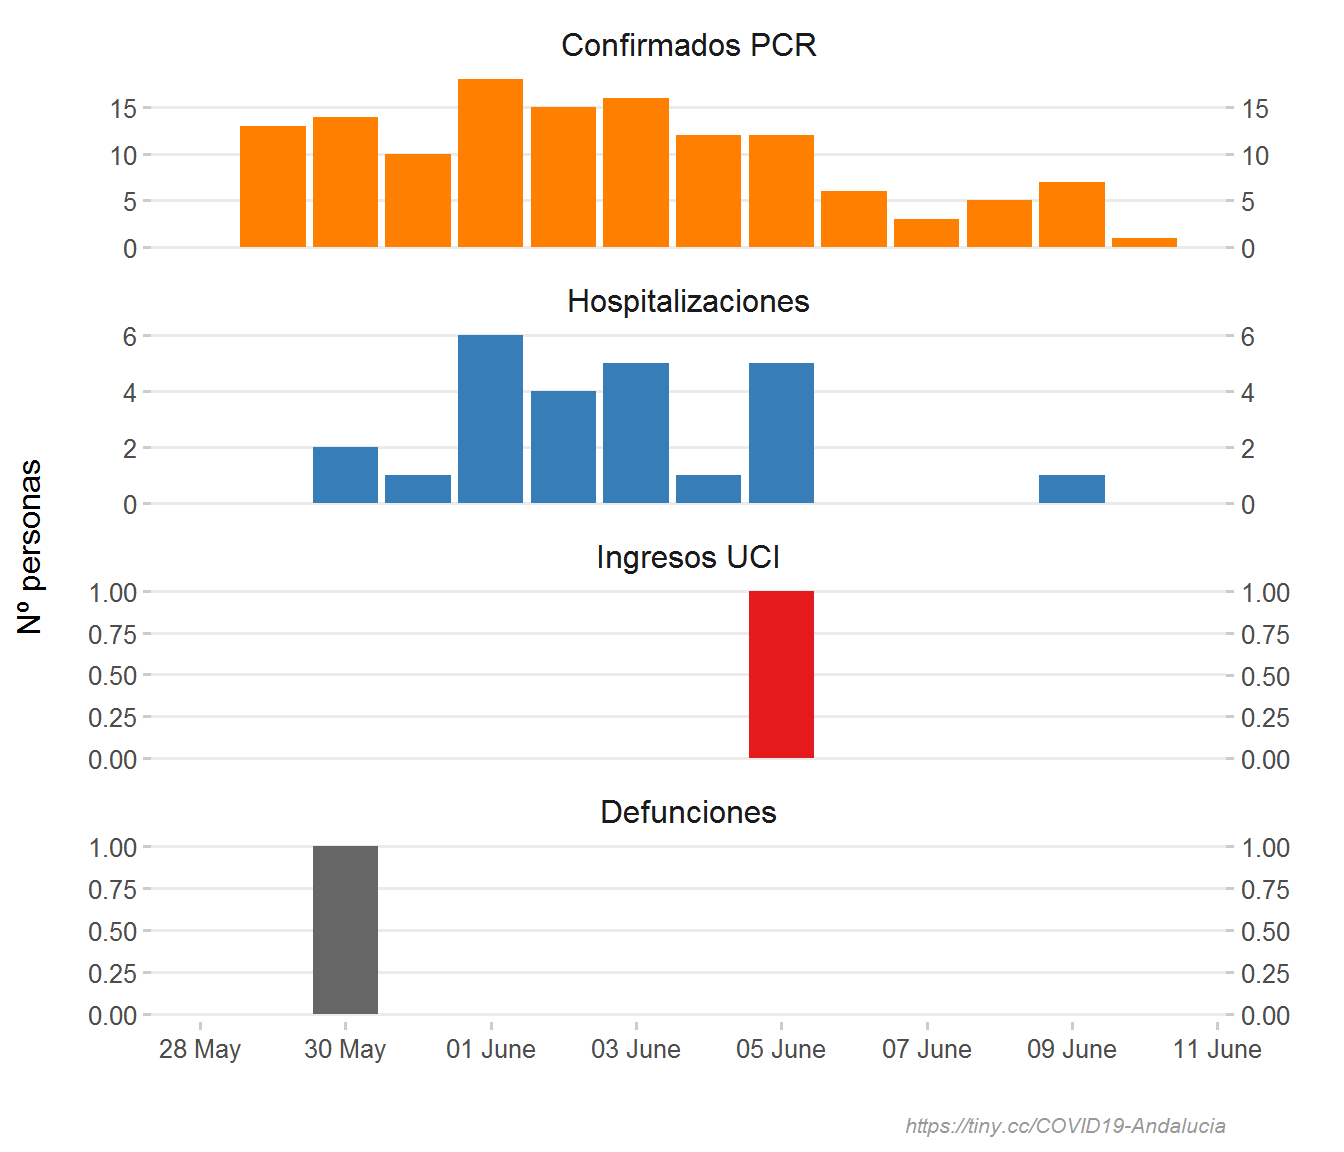 Confirmados PCR
15 15
10 10
5 5
0 0
Hospitalizaciones
6 6
4 4
2 2
0 0
Nº personas
Ingresos UCI
1.00 1.00
0.75 0.75
0.50 0.50
0.25 0.25
0.00 0.00
Defunciones
1.00 1.00
0.75 0.75
0.50 0.50
0.25 0.25
0.00 0.00
28 May 30 May 01 June 03 June 05 June 07 June 09 June 11 June
https://tiny.cc/COVID19-Andalucia